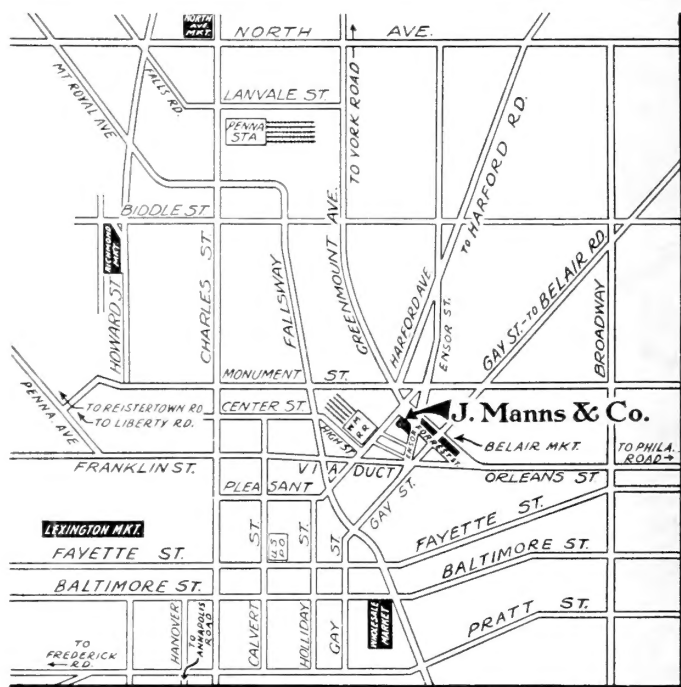 NORTH
AVE.
MKT.
NORTH AVE.
MT ROYAL AVE
FALLS RD.
LANVALE ST.
PENNA
STA
TO YORK ROAD
TO HARFORD RD.
BIDDLE ST
RICHMOND
MKT.
HOWARD ST
CHARLES ST
FALLSWAY
GREENMOUNT AVE.
HARFORD AVE
ENSOR ST.
GAY ST.-TO BELAIR RD.
BROADWAY
MONUMENT ST.
PENNA. AVE
TO REISTERTOWN RD.
TO LIBERTY RD.
CENTER ST.
HIGH ST
RR
J. Manns & Co.
ENSOR
FORREST ST.
BELAIR MKT.
TO PHILA.
ROAD
FRANKLIN ST.
VIADUCT
ORLEANS ST
PLEASANT
GAY ST.
LEXINGTON MKT.
FAYETTE ST.
ST
U.S.
P.O.
ST
ST
FAYETTE ST.
BALTIMORE ST.
BALTIMORE ST.
HANOVER
TO
ANNAPOLIS
ROAD
CALVERT
HOLLIDAY
GAY
WHOLESALE
MARKET
PRATT ST.
TO
FREDERICK
RD.